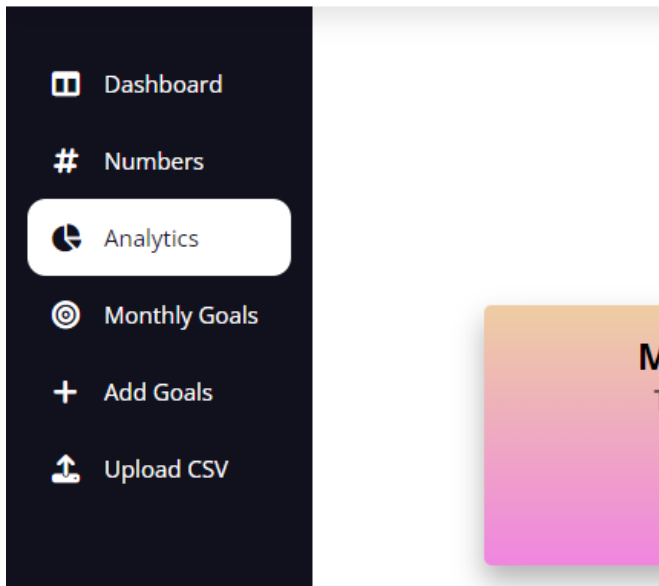 Dashboard
Numbers
Analytics
Monthly Goals
Add Goals
Upload CSV
M